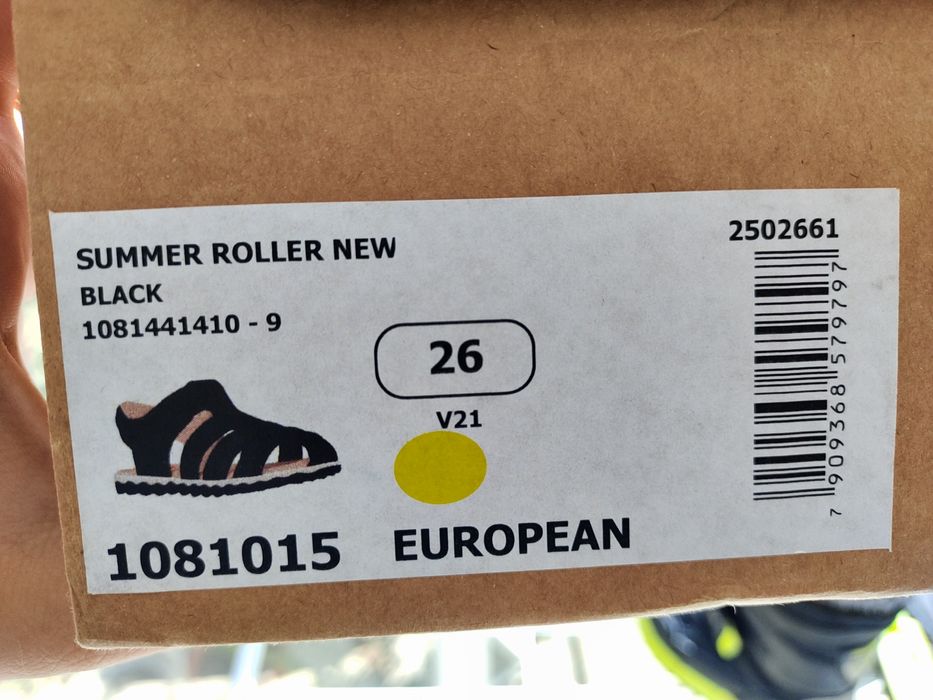 SUMMER ROLLER NEW
BLACK
1081441410 - 9
2502661
26
V21
7 909368 579797
1081015
EUROPEAN